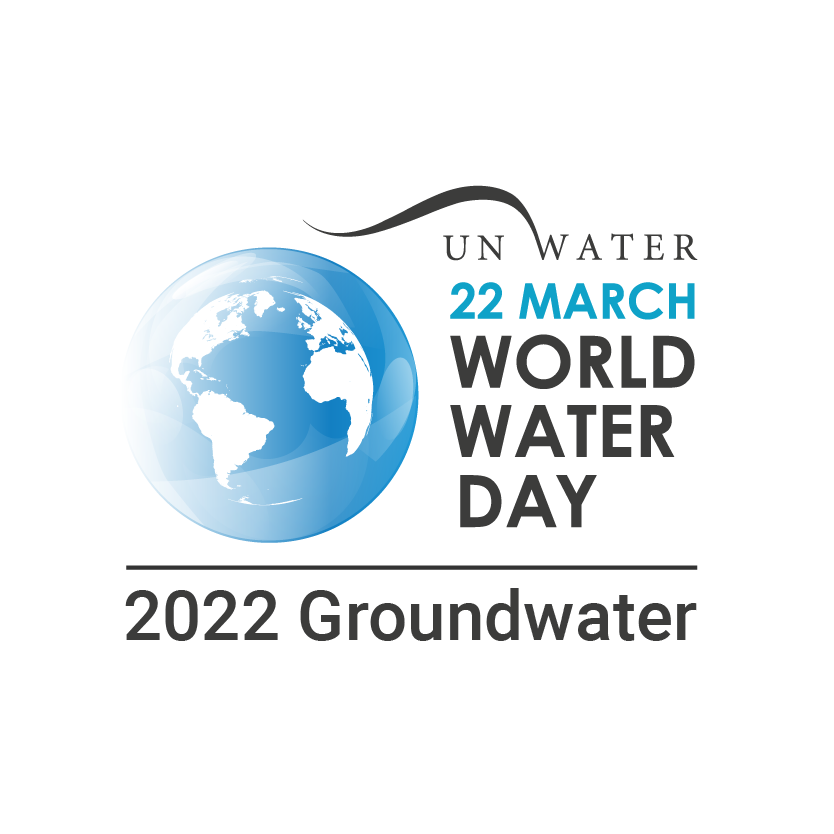 UN WATER
22 MARCH
WORLD
WATER
DAY
2022 Groundwater